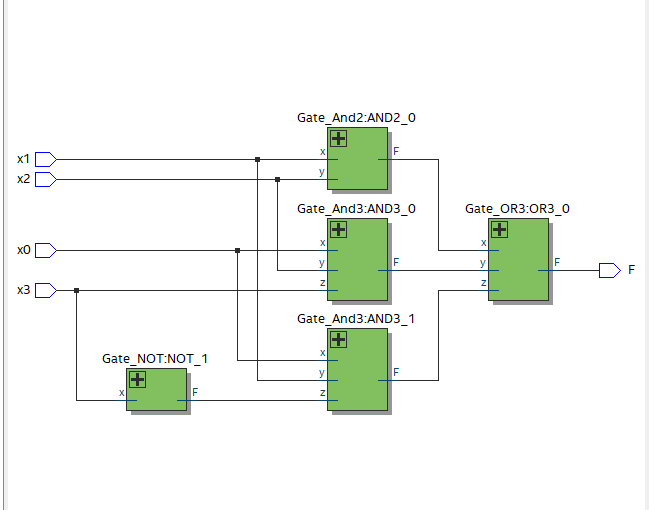 Gate_And2:AND2_0
x1
x
F
x2
y
Gate_And3:AND3_0
Gate_OR3:OR3_0
x0
x
x
y
F
y
F
F
x3
z
z
Gate_And3:AND3_1
Gate_NOT:NOT_1
x
y
F
x
F
z